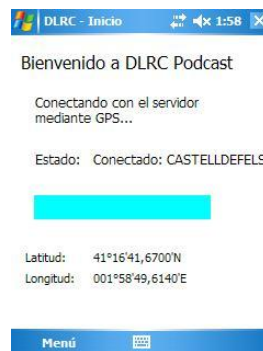 DLRC - Inicio 1:58
Bienvenido a DLRC Podcast
Conectando con el servidor
mediante GPS...
Estado: Conectado: CASTELLDEFELS
Latitud: 41°16'41,6700'N
Longitud: 001°58'49,6140'E
Menú